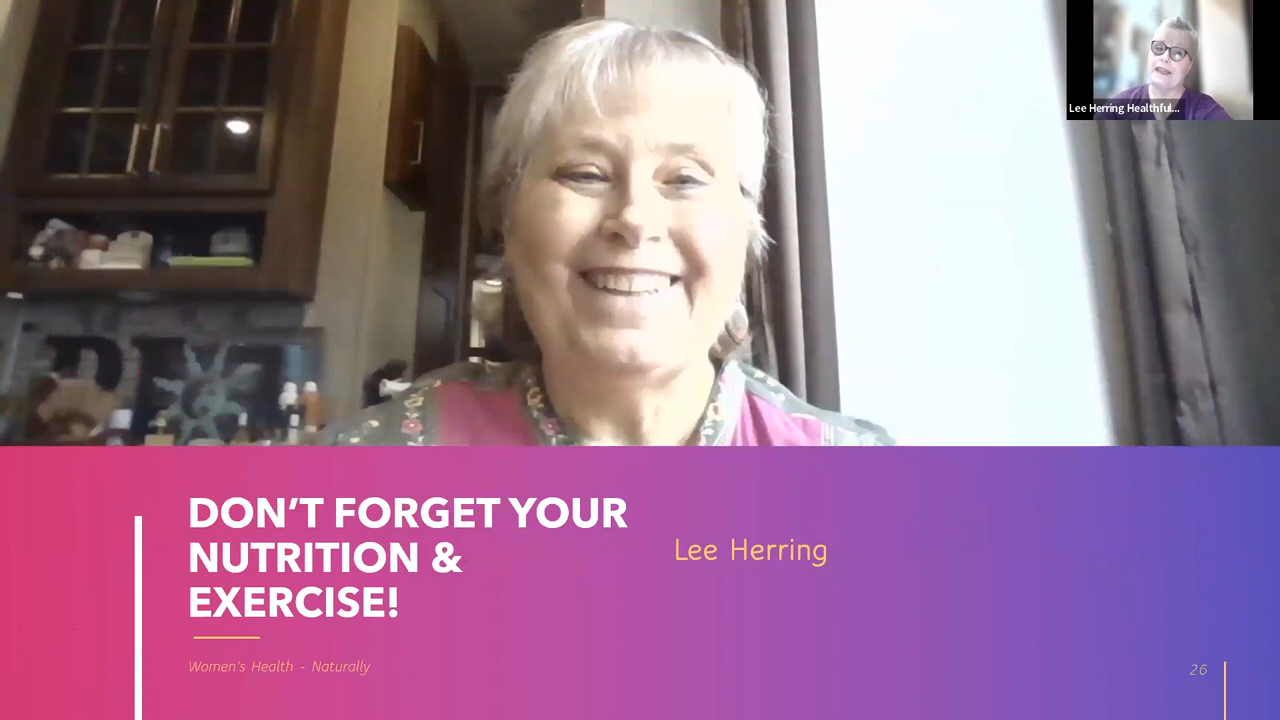 Lee Herring Healthful...
DON'T FORGET YOUR
NUTRITION &
EXERCISE!
Lee Herring
Women's Health - Naturally
26